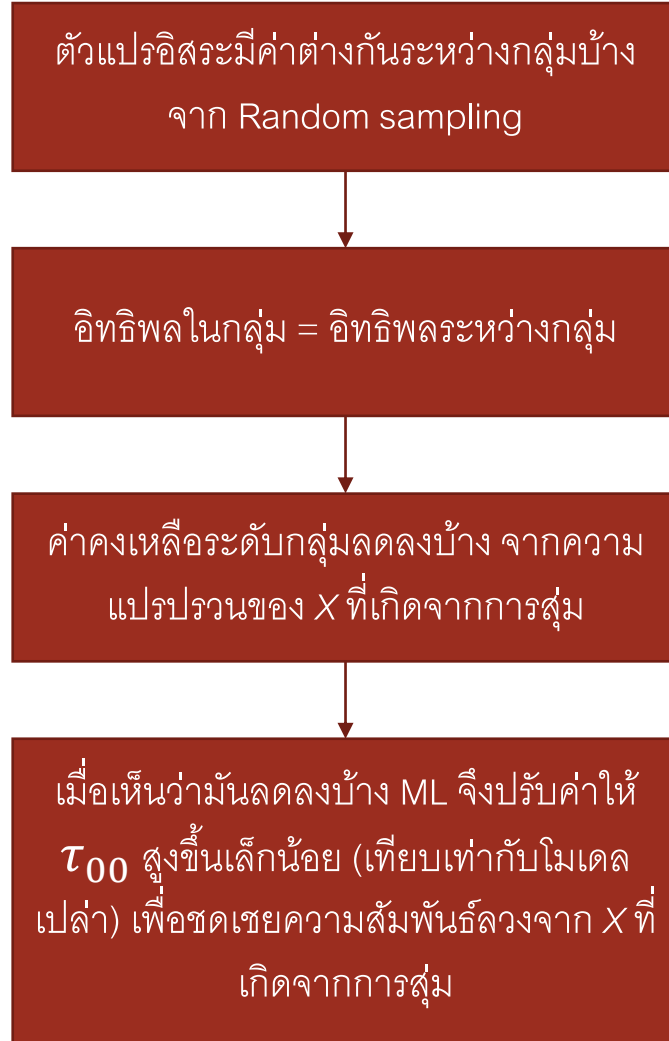 ตัวแปรอิสระมีค่าต่างกันระหว่างกลุ่มบ้าง
จาก Random sampling
อิทธิพลในกลุ่ม = อิทธิพลระหว่างกลุ่ม
ค่าคงเหลือระดับกลุ่มลดลงบ้าง จากความ
แปรปรวนของ X ที่เกิดจากการสุ่ม
เมื่อเห็นว่ามันลดลงบ้าง ML จึงปรับค่าให้
τ₀₀ สูงขึ้นเล็กน้อย (เทียบเท่ากับโมเดล
เปล่า) เพื่อชดเชยความสัมพันธ์ลวงจาก X ที่
เกิดจากการสุ่ม